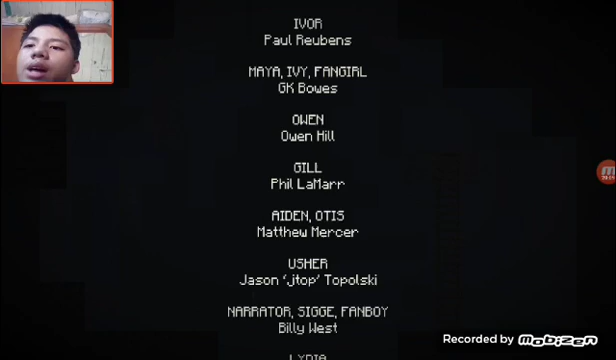 IVOR
Paul Reubens
MAYA, IVY, FANGIRL
GK Bowes
OWEN
Owen Hill
GILL
Phil LaMarr
AIDEN, OTIS
Matthew Mercer
USHER
Jason 'jtop' Topolski
NARRATOR, SIGGE, FANBOY
Billy West
LYDIA
Recorded by mobizen